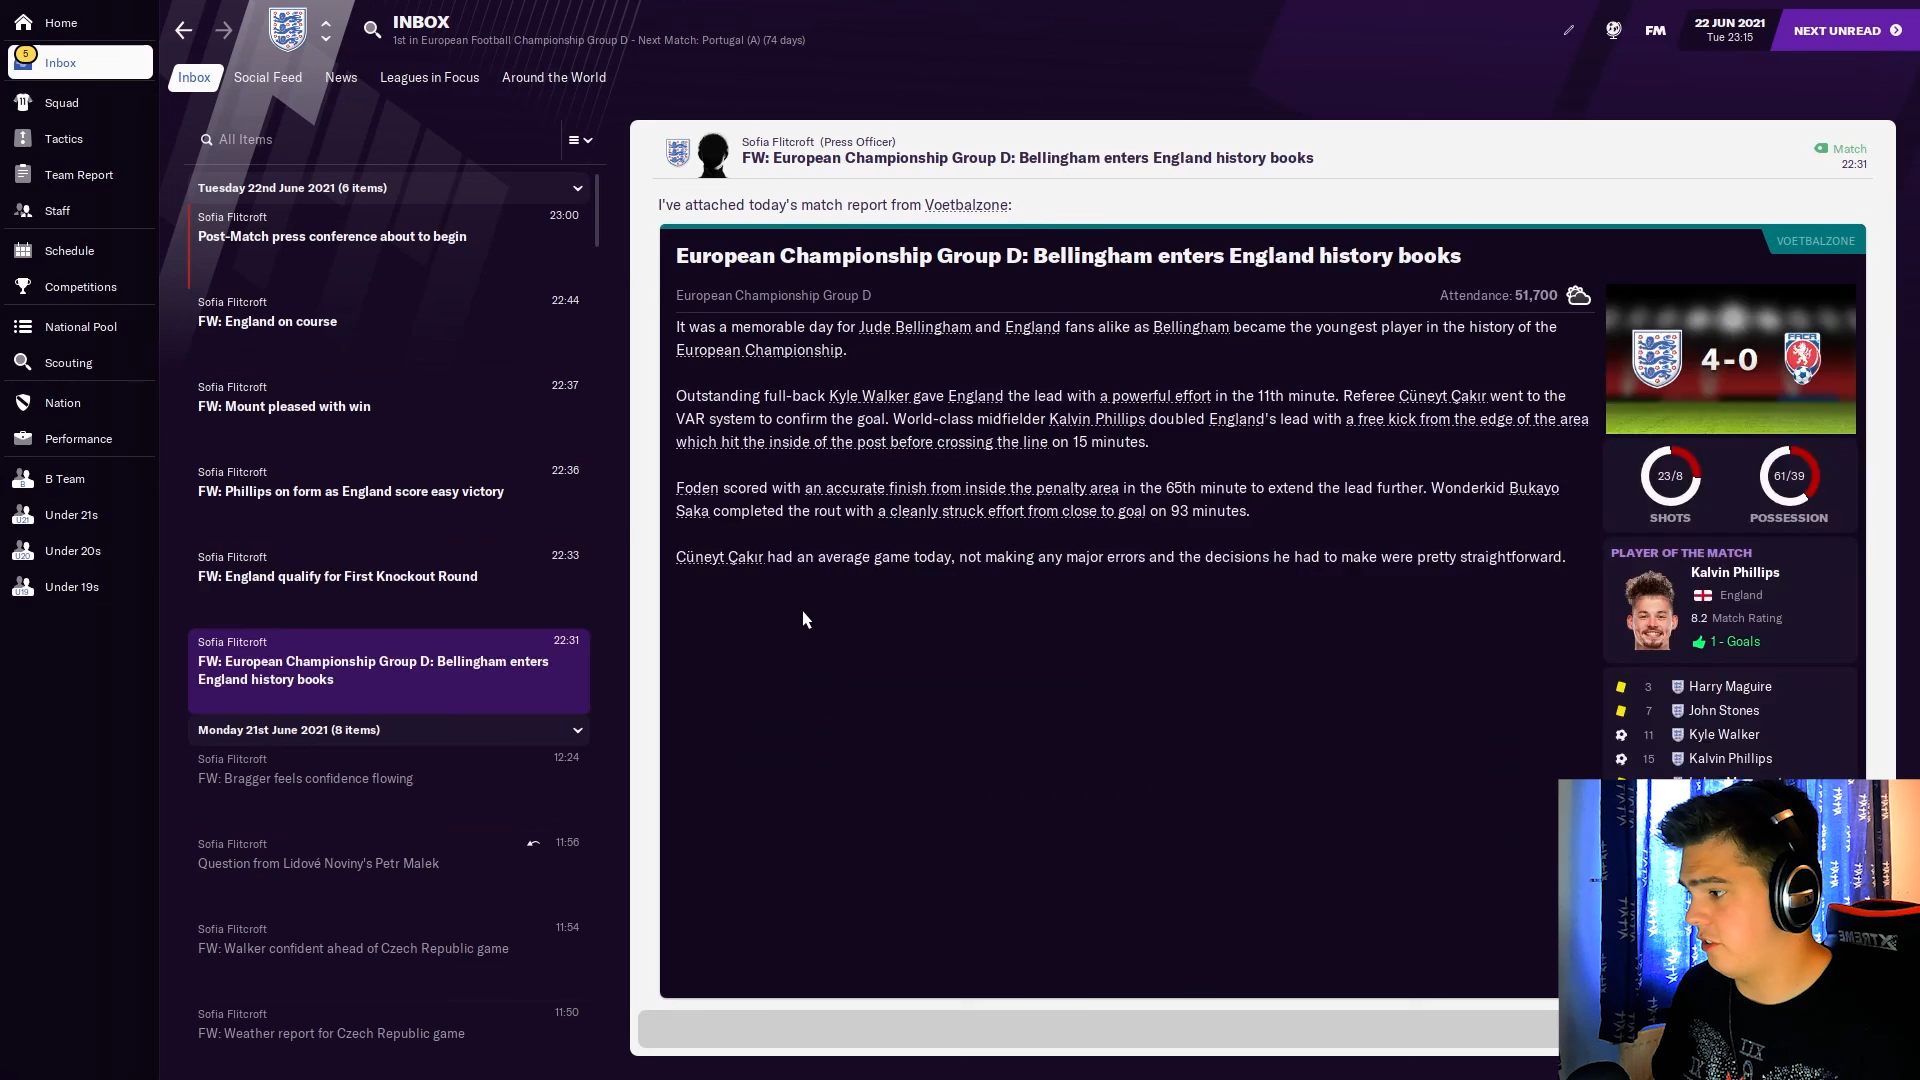 Home
5
Inbox
11
Squad
Tactics
Team Report
Staff
Schedule
Competitions
National Pool
Scouting
Nation
Performance
B
B Team
U21
Under 21s
U20
Under 20s
U19
Under 19s
INBOX
1st in European Football Championship Group D - Next Match: Portugal (A) (74 days)
FM
22 JUN 2021
Tue 23:15
NEXT UNREAD
Inbox
Social Feed
News
Leagues in Focus
Around the World
All Items
Tuesday 22nd June 2021 (6 items)
Sofia Flitcroft 23:00
Post-Match press conference about to begin
Sofia Flitcroft 22:44
FW: England on course
Sofia Flitcroft 22:37
FW: Mount pleased with win
Sofia Flitcroft 22:36
FW: Phillips on form as England score easy victory
Sofia Flitcroft 22:33
FW: England qualify for First Knockout Round
Sofia Flitcroft 22:31
FW: European Championship Group D: Bellingham enters
England history books
Monday 21st June 2021 (8 items)
Sofia Flitcroft 12:24
FW: Bragger feels confidence flowing
Sofia Flitcroft 11:56
Question from Lidové Noviny's Petr Malek
Sofia Flitcroft 11:54
FW: Walker confident ahead of Czech Republic game
Sofia Flitcroft 11:50
FW: Weather report for Czech Republic game
Sofia Flitcroft (Press Officer)
FW: European Championship Group D: Bellingham enters England history books
Match
22:31
I've attached today's match report from Voetbalzone:
VOETBALZONE
European Championship Group D: Bellingham enters England history books
European Championship Group D
Attendance: 51,700
It was a memorable day for Jude Bellingham and England fans alike as Bellingham became the youngest player in the history of the
European Championship.
Outstanding full-back Kyle Walker gave England the lead with a powerful effort in the 11th minute. Referee Cüneyt Çakır went to the
VAR system to confirm the goal. World-class midfielder Kalvin Phillips doubled England's lead with a free kick from the edge of the area
which hit the inside of the post before crossing the line on 15 minutes.
Foden scored with an accurate finish from inside the penalty area in the 65th minute to extend the lead further. Wonderkid Bukayo
Saka completed the rout with a cleanly struck effort from close to goal on 93 minutes.
Cüneyt Çakır had an average game today, not making any major errors and the decisions he had to make were pretty straightforward.
4-0
FACR
23/8
SHOTS
61/39
POSSESSION
PLAYER OF THE MATCH
Kalvin Phillips
England
8.2 Match Rating
1 - Goals
3 Harry Maguire
7 John Stones
11 Kyle Walker
15 Kalvin Phillips
XTREME